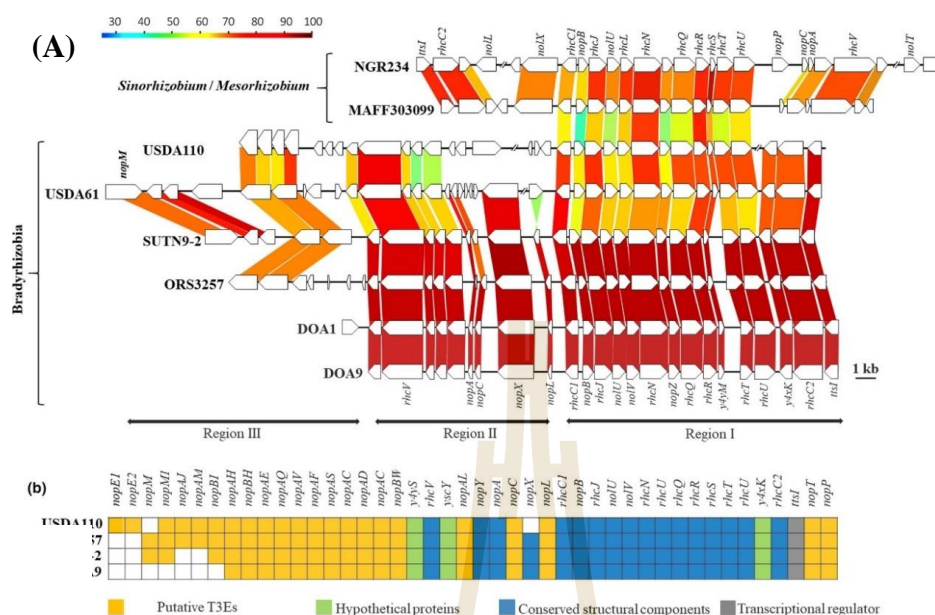 30 40 50 60 70 80 90 100
(A)
ttsI rhcC2 nolL nolX rhcC1 nopB rhcJ nolU rhcL rhcN rhcQ rhcR rhcS rhcT rhcU nopP nopC nopA rhcV nolT
NGR234
Sinorhizobium / Mesorhizobium
MAFF303099
USDA110
nopM
USDA61
SUTN9-2
Bradyrhizobia
ORS3257
DOA1
DOA9
1 kb
rhcV nopA nopC nopX nopL rhcC1 nopB rhcJ nolU nolV rhcN nopZ rhcQ rhcR y4yM rhcT rhcU y4xK rhcC2 ttsI
Region III Region II Region I
(b)
nopE1 nopE2 nopM nopM1 nopAJ nopAM nopB1 nopAH nopBH nopAE nopAQ nopAV nopAF nopAS nopAC nopAD nopAC nopBW y4yS rhcV yscY nopAL nopY nopA nopC nopX nopL rhcC1 nopB rhcJ nolU nolV rhcN rhcU rhcQ rhcR rhcS rhcT rhcU y4xK rhcC2 ttsI nopT nopP
USDA110
Putative T3Es Hypothetical proteins Conserved structural components Transcriptional regulator